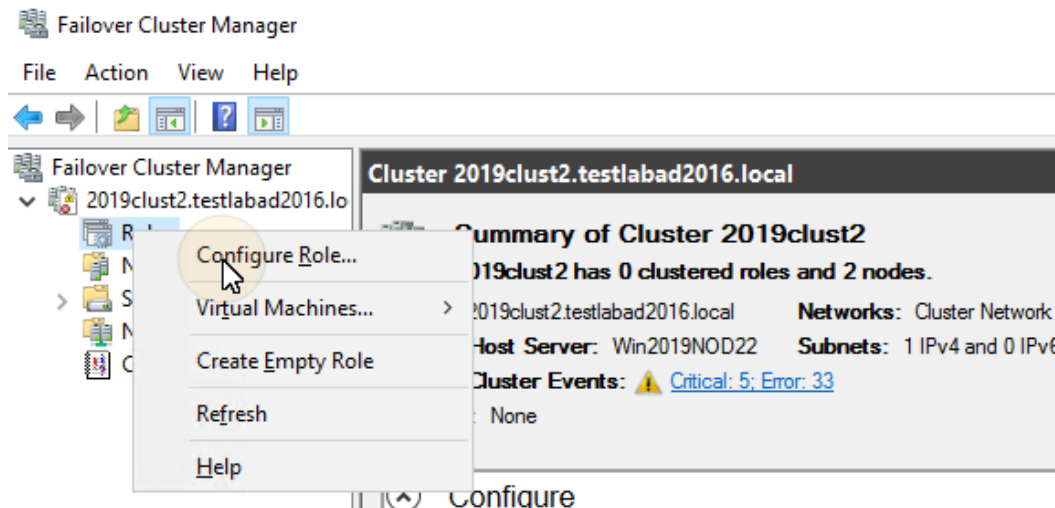 Failover Cluster Manager
File Action View Help
Failover Cluster Manager
2019clust2.testlabad2016.lo
Cluster 2019clust2.testlabad2016.local
Summary of Cluster 2019clust2
2019clust2 has 0 clustered roles and 2 nodes.
2019clust2.testlabad2016.local Networks: Cluster Network
Host Server: Win2019NOD22 Subnets: 1 IPv4 and 0 IPv6
Cluster Events: Critical: 5; Error: 33
: None
Configure Role...
Virtual Machines...
Create Empty Role
Refresh
Help
Configure